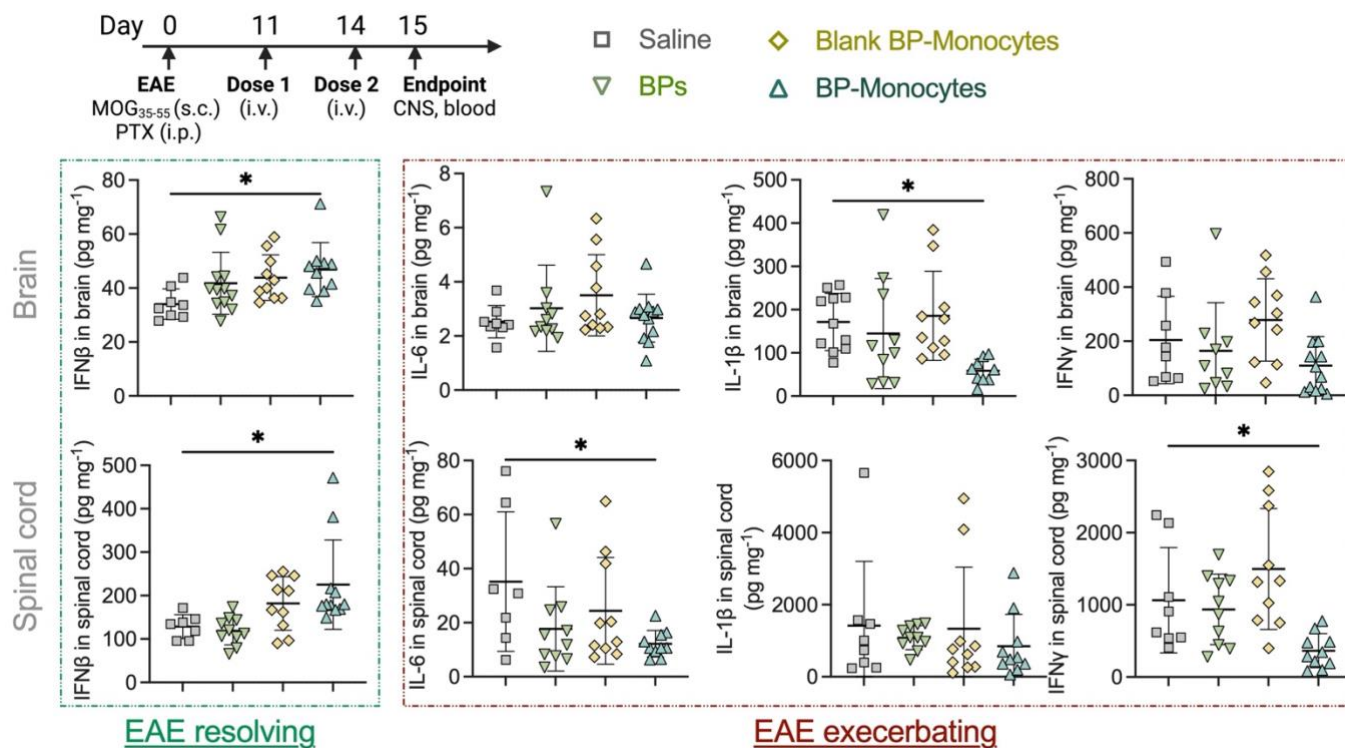 Day 0 11 14 15
EAE Dose 1 Dose 2 Endpoint
MOG35-55 (s.c.) (i.v.) (i.v.) CNS, blood
PTX (i.p.)
Saline Blank BP-Monocytes
BPs BP-Monocytes
Brain
IFNβ in brain (pg mg-1)
80
60
40
20
0
*
IL-6 in brain (pg mg-1)
8
6
4
2
0
IL-1β in brain (pg mg-1)
500
400
300
200
100
0
*
IFNγ in brain (pg mg-1)
800
600
400
200
0
Spinal cord
IFNβ in spinal cord (pg mg-1)
500
400
300
200
100
0
*
IL-6 in spinal cord (pg mg-1)
80
60
40
20
0
*
IL-1β in spinal cord
(pg mg-1)
6000
4000
2000
0
IFNγ in spinal cord (pg mg-1)
3000
2000
1000
0
*
EAE resolving
EAE execerbating